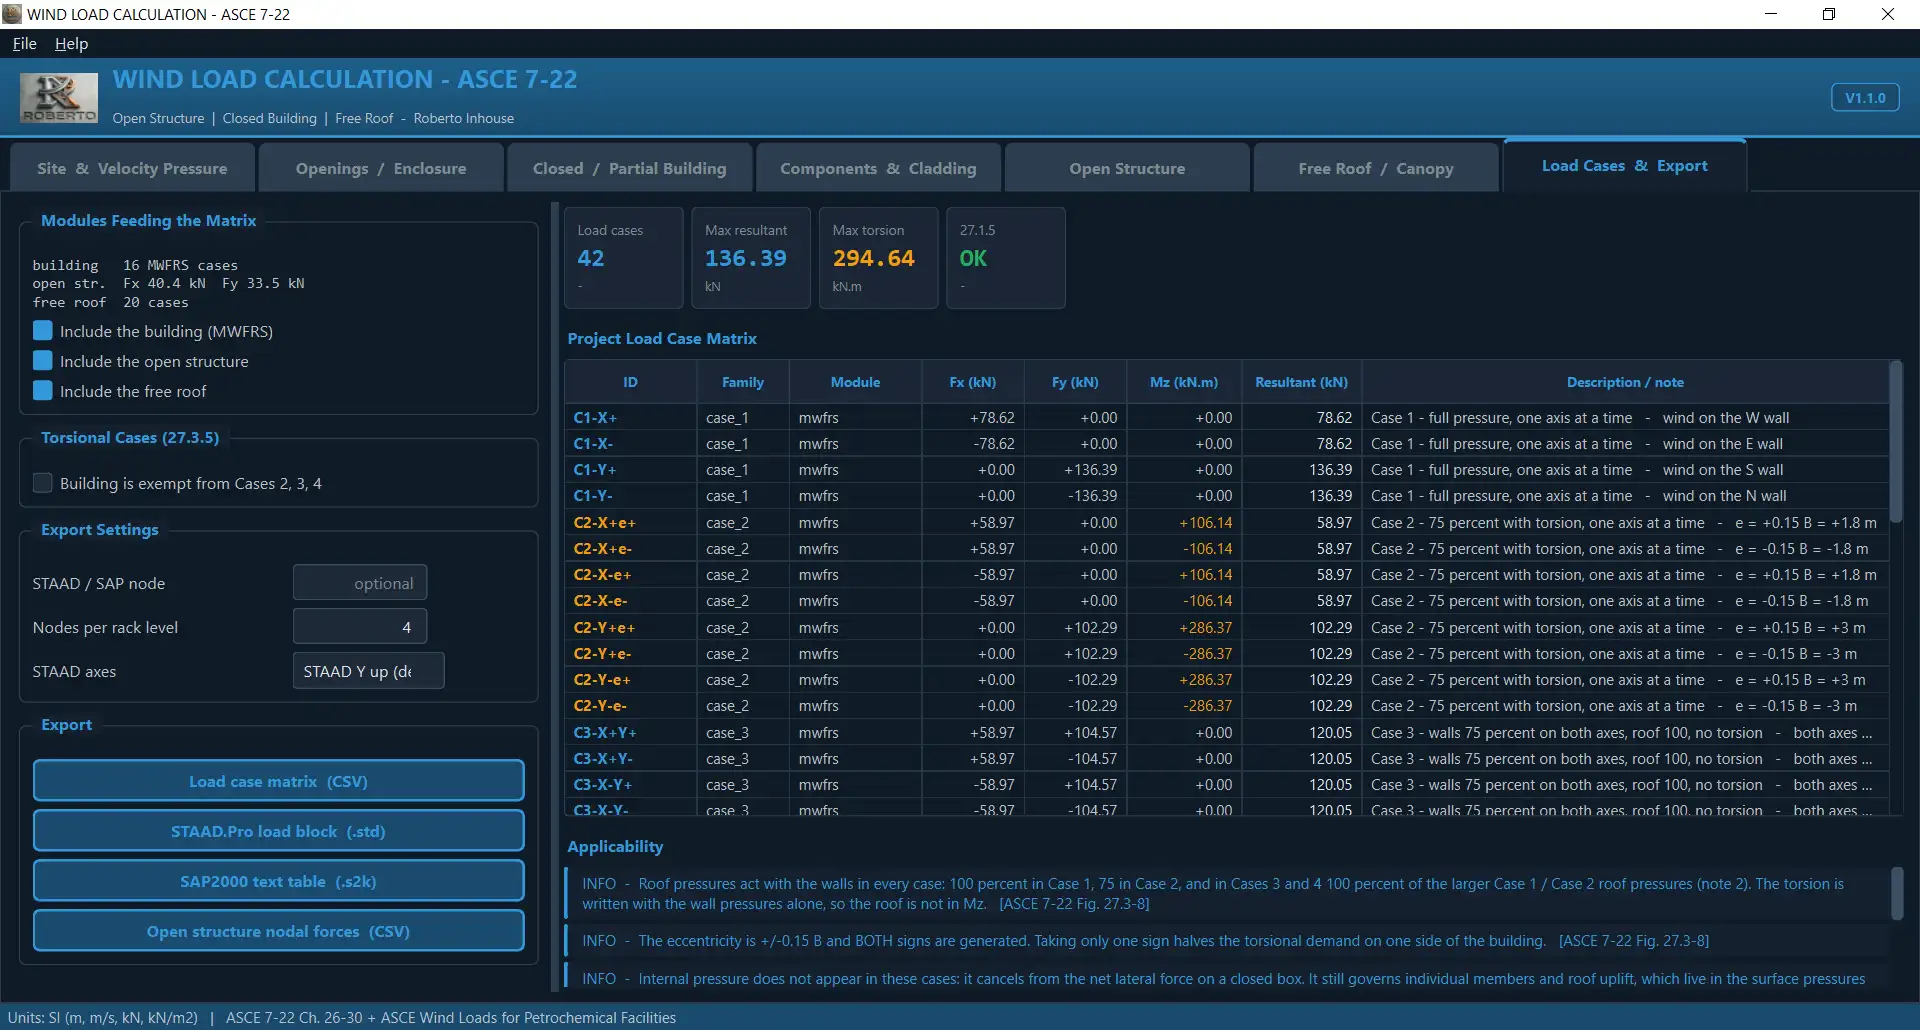 WIND LOAD CALCULATION - ASCE 7-22
File Help
ROBERTO
WIND LOAD CALCULATION - ASCE 7-22
Open Structure | Closed Building | Free Roof - Roberto Inhouse
V1.1.0
Site & Velocity Pressure
Openings / Enclosure
Closed / Partial Building
Components & Cladding
Open Structure
Free Roof / Canopy
Load Cases & Export
Modules Feeding the Matrix
building 16 MWFRS cases
open str. Fx 40.4 kN Fy 33.5 kN
free roof 20 cases
Include the building (MWFRS)
Include the open structure
Include the free roof
Torsional Cases (27.3.5)
Building is exempt from Cases 2, 3, 4
Export Settings
STAAD / SAP node optional
Nodes per rack level 4
STAAD axes STAAD Y up (de
Export
Load case matrix (CSV)
STAAD.Pro load block (.std)
SAP2000 text table (.s2k)
Open structure nodal forces (CSV)
Load cases
42
-
Max resultant
136.39
kN
Max torsion
294.64
kN.m
27.1.5
OK
-
Project Load Case Matrix
ID Family Module Fx (kN) Fy (kN) Mz (kN.m) Resultant (kN) Description / note
C1-X+ case_1 mwfrs +78.62 +0.00 +0.00 78.62 Case 1 - full pressure, one axis at a time - wind on the W wall
C1-X- case_1 mwfrs -78.62 +0.00 +0.00 78.62 Case 1 - full pressure, one axis at a time - wind on the E wall
C1-Y+ case_1 mwfrs +0.00 +136.39 +0.00 136.39 Case 1 - full pressure, one axis at a time - wind on the S wall
C1-Y- case_1 mwfrs +0.00 -136.39 +0.00 136.39 Case 1 - full pressure, one axis at a time - wind on the N wall
C2-X+e+ case_2 mwfrs +58.97 +0.00 +106.14 58.97 Case 2 - 75 percent with torsion, one axis at a time - e = +0.15 B = +1.8 m
C2-X+e- case_2 mwfrs +58.97 +0.00 -106.14 58.97 Case 2 - 75 percent with torsion, one axis at a time - e = -0.15 B = -1.8 m
C2-X-e+ case_2 mwfrs -58.97 +0.00 +106.14 58.97 Case 2 - 75 percent with torsion, one axis at a time - e = +0.15 B = +1.8 m
C2-X-e- case_2 mwfrs -58.97 +0.00 -106.14 58.97 Case 2 - 75 percent with torsion, one axis at a time - e = -0.15 B = -1.8 m
C2-Y+e+ case_2 mwfrs +0.00 +102.29 +286.37 102.29 Case 2 - 75 percent with torsion, one axis at a time - e = +0.15 B = +3 m
C2-Y+e- case_2 mwfrs +0.00 +102.29 -286.37 102.29 Case 2 - 75 percent with torsion, one axis at a time - e = -0.15 B = -3 m
C2-Y-e+ case_2 mwfrs +0.00 -102.29 +286.37 102.29 Case 2 - 75 percent with torsion, one axis at a time - e = +0.15 B = +3 m
C2-Y-e- case_2 mwfrs +0.00 -102.29 -286.37 102.29 Case 2 - 75 percent with torsion, one axis at a time - e = -0.15 B = -3 m
C3-X+Y+ case_3 mwfrs +58.97 +104.57 +0.00 120.05 Case 3 - walls 75 percent on both axes, roof 100, no torsion - both axes ...
C3-X+Y- case_3 mwfrs +58.97 -104.57 +0.00 120.05 Case 3 - walls 75 percent on both axes, roof 100, no torsion - both axes ...
C3-X-Y+ case_3 mwfrs -58.97 +104.57 +0.00 120.05 Case 3 - walls 75 percent on both axes, roof 100, no torsion - both axes ...
C3-X-Y- case_3 mwfrs -58.97 -104.57 +0.00 120.05 Case 3 - walls 75 percent on both axes, roof 100, no torsion - both axes ...
Applicability
INFO - Roof pressures act with the walls in every case: 100 percent in Case 1, 75 in Case 2, and in Cases 3 and 4 100 percent of the larger Case 1 / Case 2 roof pressures (note 2). The torsion is
written with the wall pressures alone, so the roof is not in Mz. [ASCE 7-22 Fig. 27.3-8]
INFO - The eccentricity is +/-0.15 B and BOTH signs are generated. Taking only one sign halves the torsional demand on one side of the building. [ASCE 7-22 Fig. 27.3-8]
INFO - Internal pressure does not appear in these cases: it cancels from the net lateral force on a closed box. It still governs individual members and roof uplift, which live in the surface pressures
Units: SI (m, m/s, kN, kN/m2) | ASCE 7-22 Ch. 26-30 + ASCE Wind Loads for Petrochemical Facilities